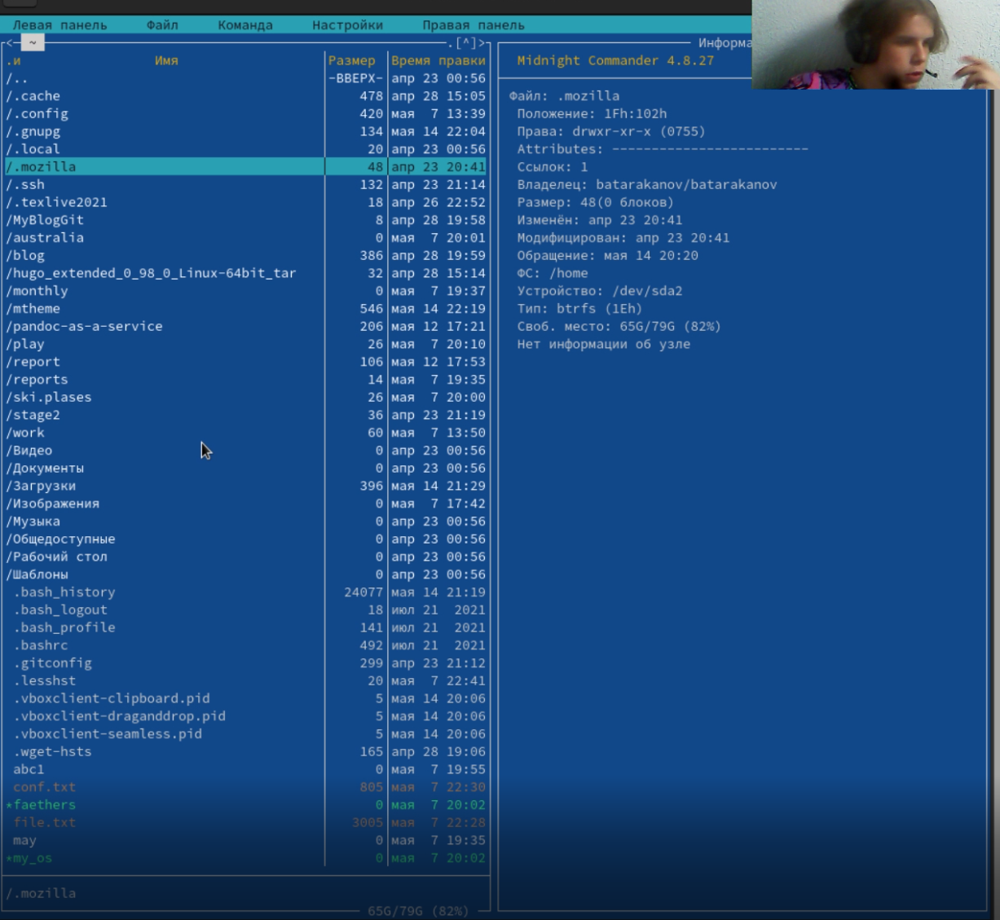 Левая панель Файл Команда Настройки Правая панель
<─ ~ .[^]>
.и Имя Размер Время правки
/.. -ВВЕРХ- апр 23 00:56
/.cache 478 апр 28 15:05
/.config 420 мая 7 13:39
/.gnupg 134 мая 14 22:04
/.local 20 апр 23 00:56
/.mozilla 48 апр 23 20:41
/.ssh 132 апр 23 21:14
/.texlive2021 18 апр 26 22:52
/MyBlogGit 8 апр 28 19:58
/australia 0 мая 7 20:01
/blog 386 апр 28 19:59
/hugo_extended_0_98_0_Linux-64bit_tar 32 апр 28 15:14
/monthly 0 мая 7 19:37
/mtheme 546 мая 14 22:19
/pandoc-as-a-service 206 мая 12 17:21
/play 26 мая 7 20:10
/report 106 мая 12 17:53
/reports 14 мая 7 19:35
/ski.plases 26 мая 7 20:00
/stage2 36 апр 23 21:19
/work 60 мая 7 13:50
/Видео 0 апр 23 00:56
/Документы 0 апр 23 00:56
/Загрузки 396 мая 14 21:29
/Изображения 0 мая 7 17:42
/Музыка 0 апр 23 00:56
/Общедоступные 0 апр 23 00:56
/Рабочий стол 0 апр 23 00:56
/Шаблоны 0 апр 23 00:56
.bash_history 24077 мая 14 21:19
.bash_logout 18 июл 21 2021
.bash_profile 141 июл 21 2021
.bashrc 492 июл 21 2021
.gitconfig 299 апр 23 21:12
.lesshst 20 мая 7 22:41
.vboxclient-clipboard.pid 5 мая 14 20:06
.vboxclient-draganddrop.pid 5 мая 14 20:06
.vboxclient-seamless.pid 5 мая 14 20:06
.wget-hsts 165 апр 28 19:06
abc1 0 мая 7 19:55
conf.txt 805 мая 7 22:30
*faethers 0 мая 7 20:02
file.txt 3005 мая 7 22:28
may 0 мая 7 19:35
*my_os 0 мая 7 20:02
/.mozilla
65G/79G (82%)
Информа
Midnight Commander 4.8.27
Файл: .mozilla
Положение: 1Fh:102h
Права: drwxr-xr-x (0755)
Attributes: -------------------------
Ссылок: 1
Владелец: batarakanov/batarakanov
Размер: 48(0 блоков)
Изменён: апр 23 20:41
Модифицирован: апр 23 20:41
Обращение: мая 14 20:20
ФС: /home
Устройство: /dev/sda2
Тип: btrfs (1Eh)
Своб. место: 65G/79G (82%)
Нет информации об узле